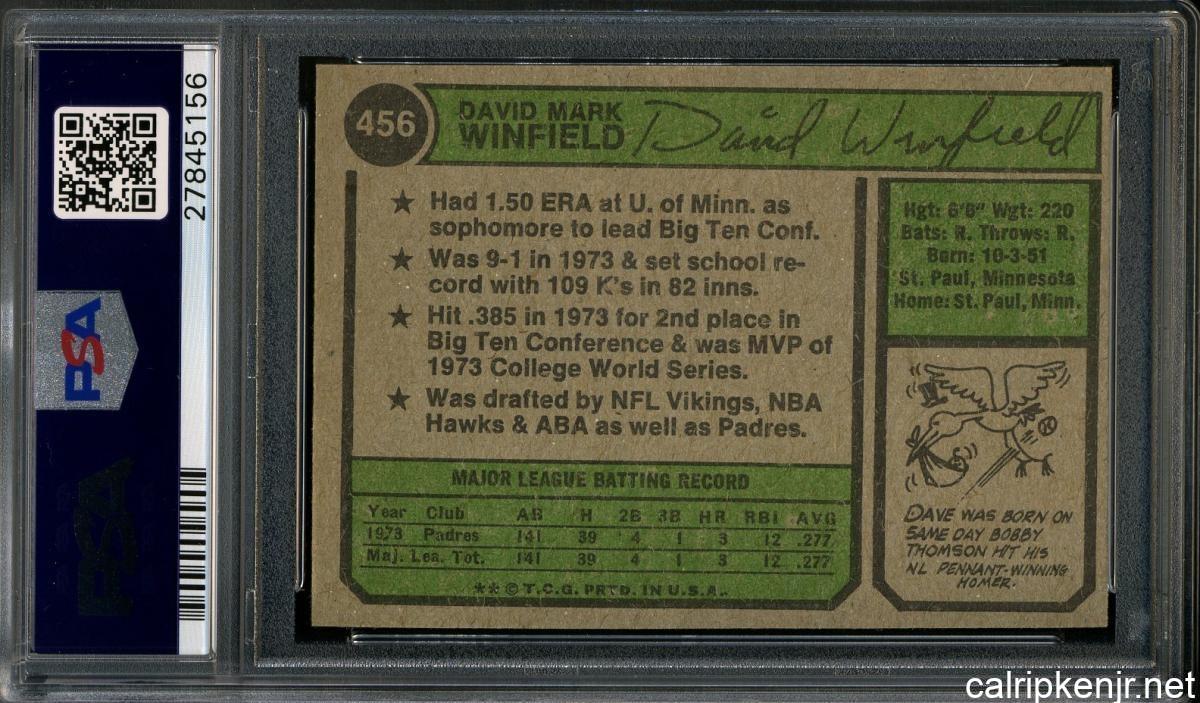 PSA
PSA
27845156
456
DAVID MARK
WINFIELD
David Winfield
★ Had 1.50 ERA at U. of Minn. as
sophomore to lead Big Ten Conf.
★ Was 9-1 in 1973 & set school re-
cord with 109 K's in 82 inns.
★ Hit .385 in 1973 for 2nd place in
Big Ten Conference & was MVP of
1973 College World Series.
★ Was drafted by NFL Vikings, NBA
Hawks & ABA as well as Padres.
Hgt: 6'6" Wgt: 220
Bats: R. Throws: R.
Born: 10-3-51
St. Paul, Minnesota
Home: St. Paul, Minn.
MAJOR LEAGUE BATTING RECORD
Year Club AB H 2B 3B HR RBI AVG
1973 Padres 141 39 4 1 3 12 .277
Maj. Lea. Tot. 141 39 4 1 3 12 .277
** © T.C.G. PRTD. IN U.S.A.
DAVE WAS BORN ON
SAME DAY BOBBY
THOMSON HIT HIS
NL PENNANT-WINNING
HOMER.
calripkenjr.net